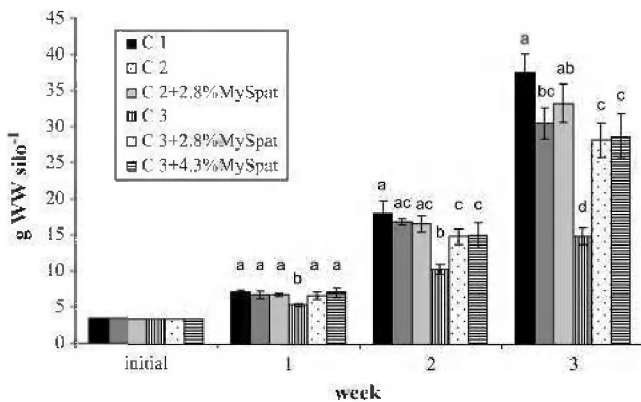 45
40
35
30
25
20
15
10
5
0
g WW silo-1
C 1
C 2
C 2+2.8%MySpat
C 3
C 3+2.8%MySpat
C 3+4.3%MySpat
a a a b a a
a ac ac b c c
a bc ab d c c
initial 1 2 3
week